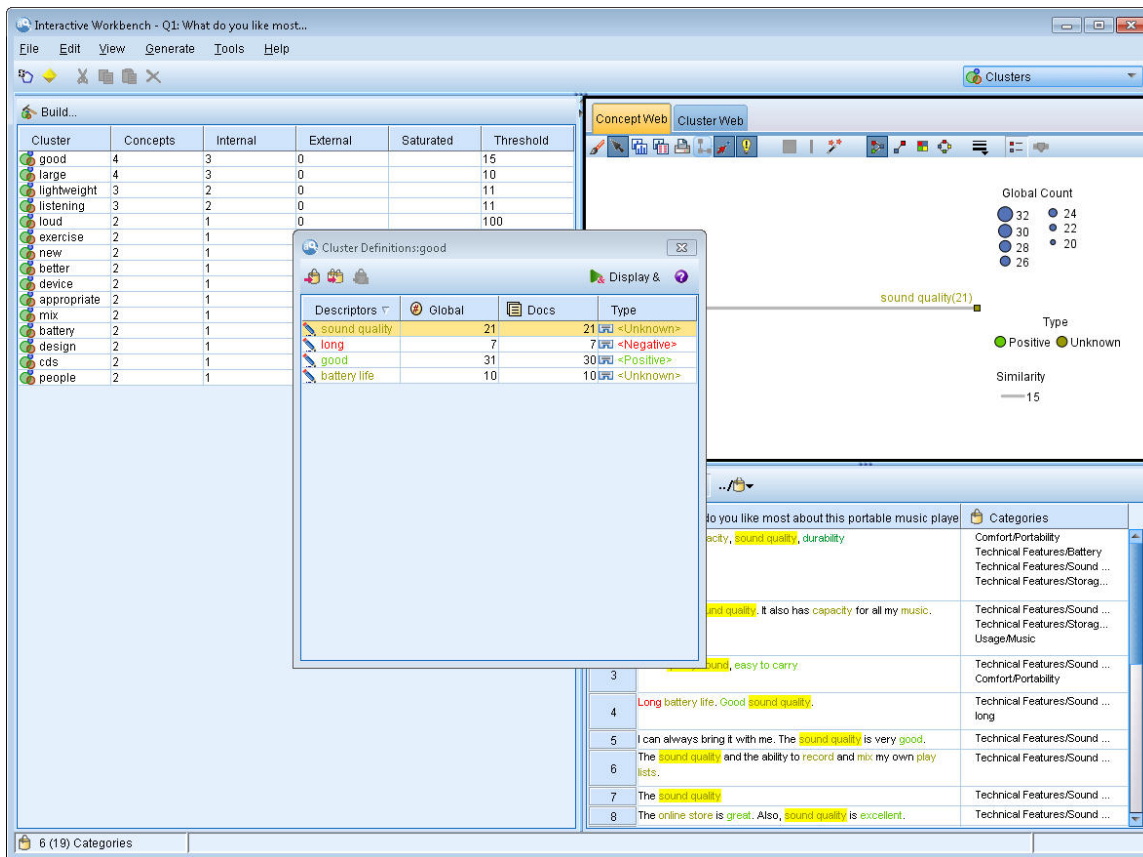 Interactive Workbench - Q1: What do you like most...
File Edit View Generate Tools Help
Clusters
Build...
Cluster Concepts Internal External Saturated Threshold
good 4 3 0 15
large 4 3 0 10
lightweight 3 2 0 11
listening 3 2 0 11
loud 2 1 0 100
exercise 2 1
new 2 1
better 2 1
device 2 1
appropriate 2 1
mix 2 1
battery 2 1
design 2 1
cds 2 1
people 2 1
Cluster Definitions:good
Display &
Descriptors Global Docs Type
sound quality 21 21 <Unknown>
long 7 7 <Negative>
good 31 30 <Positive>
battery life 10 10 <Unknown>
Concept Web Cluster Web
Global Count
32 24
30 22
28 20
26
sound quality(21)
Type
Positive Unknown
Similarity
15
../
do you like most about this portable music playe Categories
acity, sound quality, durability
Comfort/Portability
Technical Features/Battery
Technical Features/Sound ...
Technical Features/Storag...
und quality. It also has capacity for all my music.
Technical Features/Sound ...
Technical Features/Storag...
Usage/Music
3
sound, easy to carry
Technical Features/Sound ...
Comfort/Portability
4
Long battery life. Good sound quality.
Technical Features/Sound ...
long
5 I can always bring it with me. The sound quality is very good. Technical Features/Sound ...
6
The sound quality and the ability to record and mix my own play
lists.
Technical Features/Sound ...
7 The sound quality Technical Features/Sound ...
8 The online store is great. Also, sound quality is excellent. Technical Features/Sound ...
6 (19) Categories